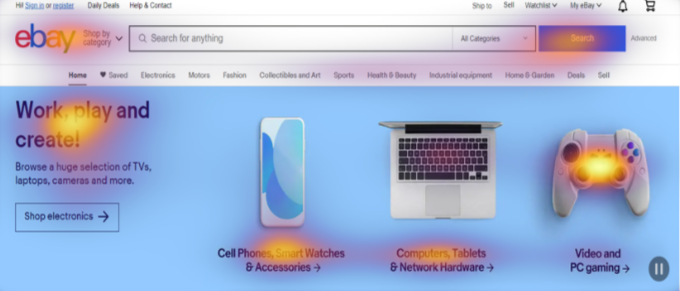 Hi! Sign in or register Daily Deals Help & Contact Ship to Sell Watchlist My eBay
ebay Shop by category Search for anything All Categories Search Advanced
Home Saved Electronics Motors Fashion Collectibles and Art Sports Health & Beauty Industrial equipment Home & Garden Deals Sell
Work, play and
create!
Browse a huge selection of TVs,
laptops, cameras and more.
Shop electronics →
Cell Phones, Smart Watches
& Accessories →
Computers, Tablets
& Network Hardware →
Video and
PC gaming →